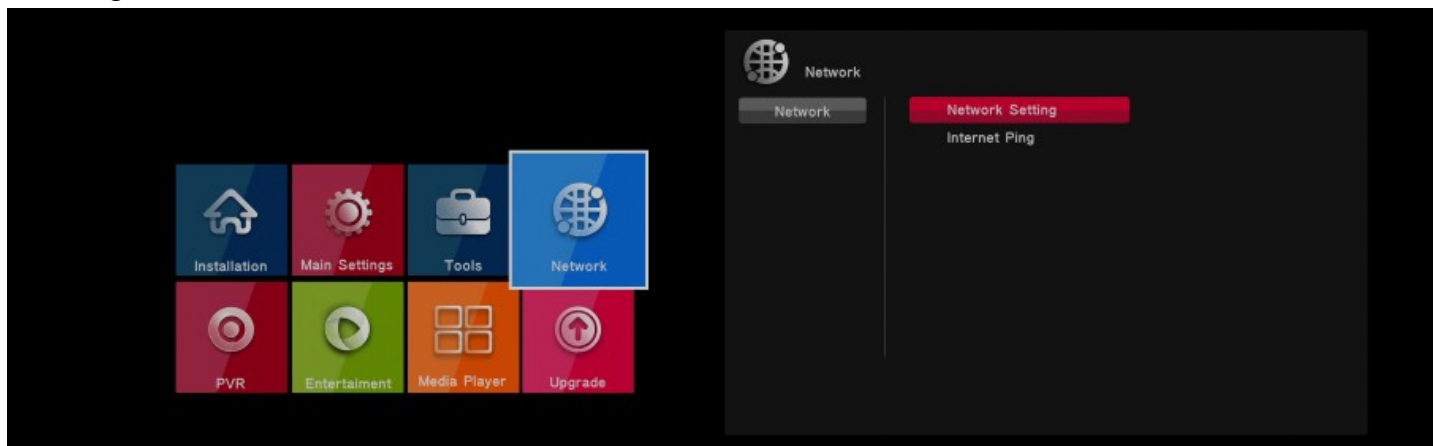 Installation
Main Settings
Tools
Network
PVR
Entertaiment
Media Player
Upgrade
Network
Network
Network Setting
Internet Ping